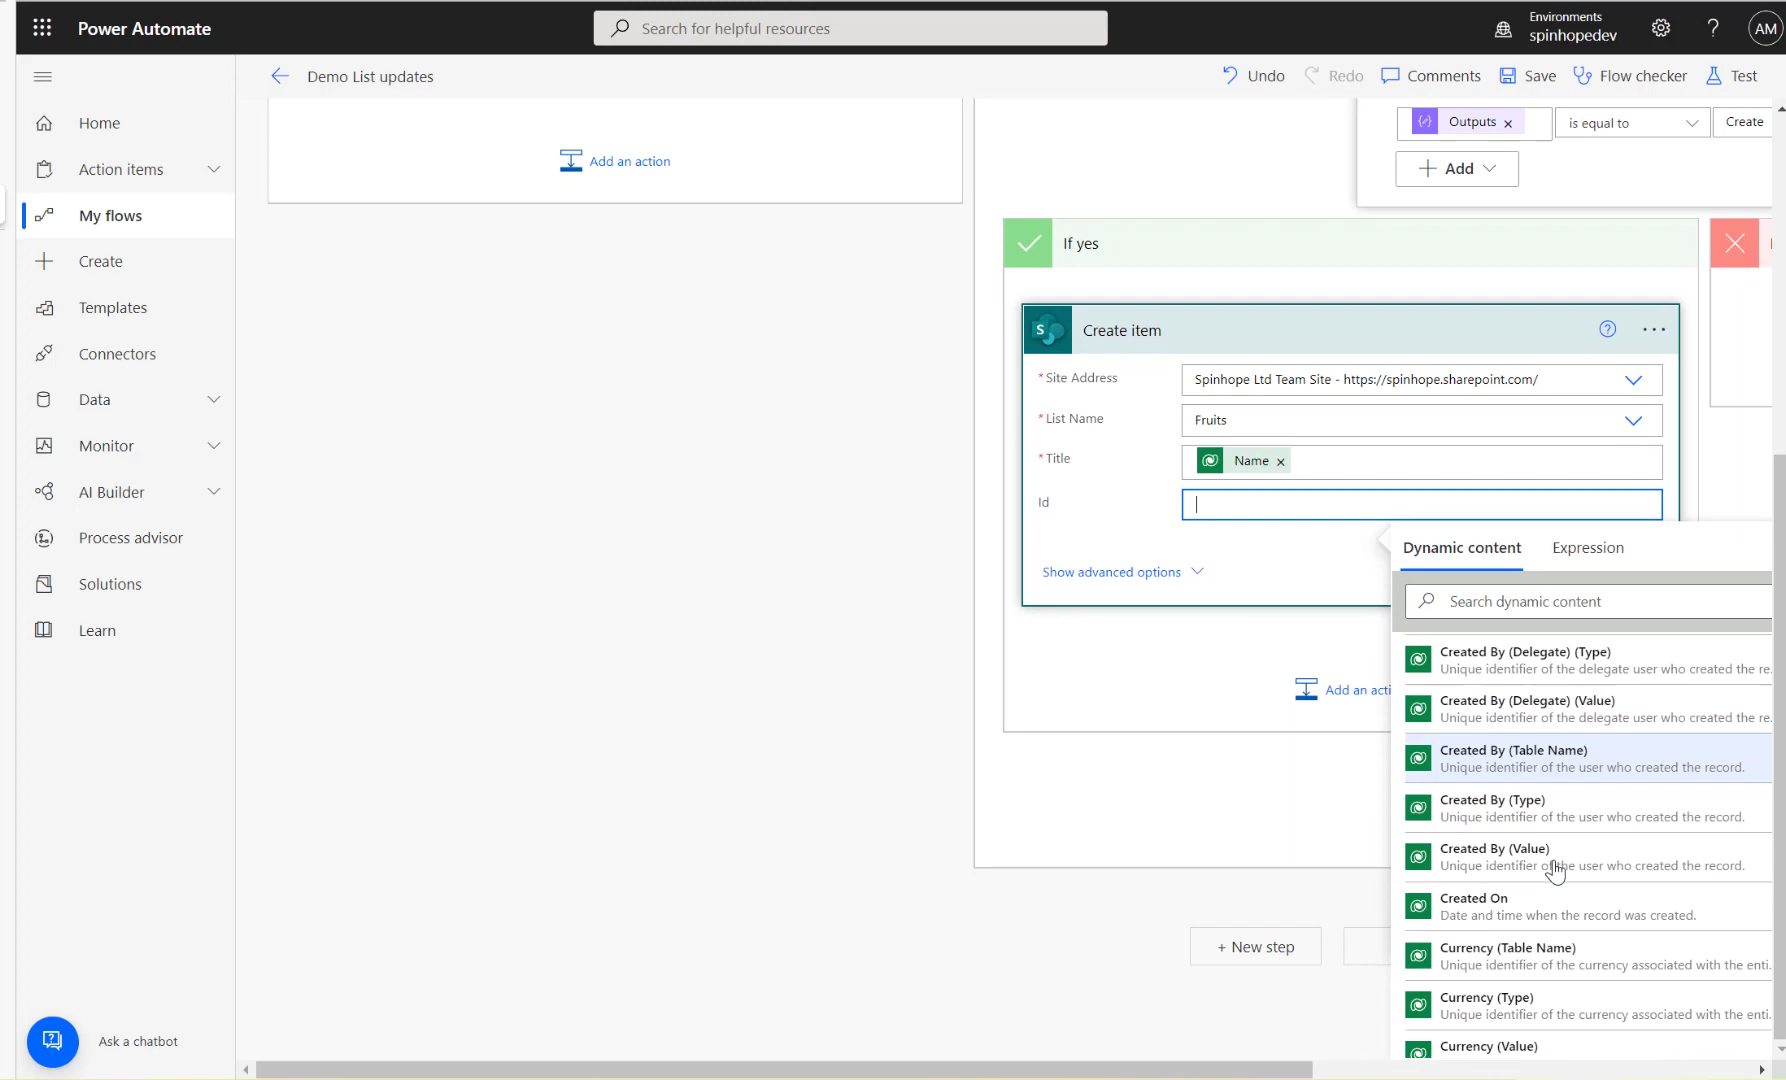 Power Automate
Search for helpful resources
Environments
spinhopedev
AM
Demo List updates
Undo
Redo
Comments
Save
Flow checker
Test
Home
Action items
My flows
Create
Templates
Connectors
Data
Monitor
AI Builder
Process advisor
Solutions
Learn
Ask a chatbot
Add an action
Outputs
is equal to
Create
Add
If yes
Create item
* Site Address
Spinhope Ltd Team Site - https://spinhope.sharepoint.com/
* List Name
Fruits
* Title
Name
Id
Show advanced options
Dynamic content
Expression
Search dynamic content
Created By (Delegate) (Type)
Unique identifier of the delegate user who created the re...
Created By (Delegate) (Value)
Unique identifier of the delegate user who created the re...
Created By (Table Name)
Unique identifier of the user who created the record.
Created By (Type)
Unique identifier of the user who created the record.
Created By (Value)
Unique identifier of the user who created the record.
Created On
Date and time when the record was created.
Currency (Table Name)
Unique identifier of the currency associated with the enti...
Currency (Type)
Unique identifier of the currency associated with the enti...
Currency (Value)
Add an acti
+ New step